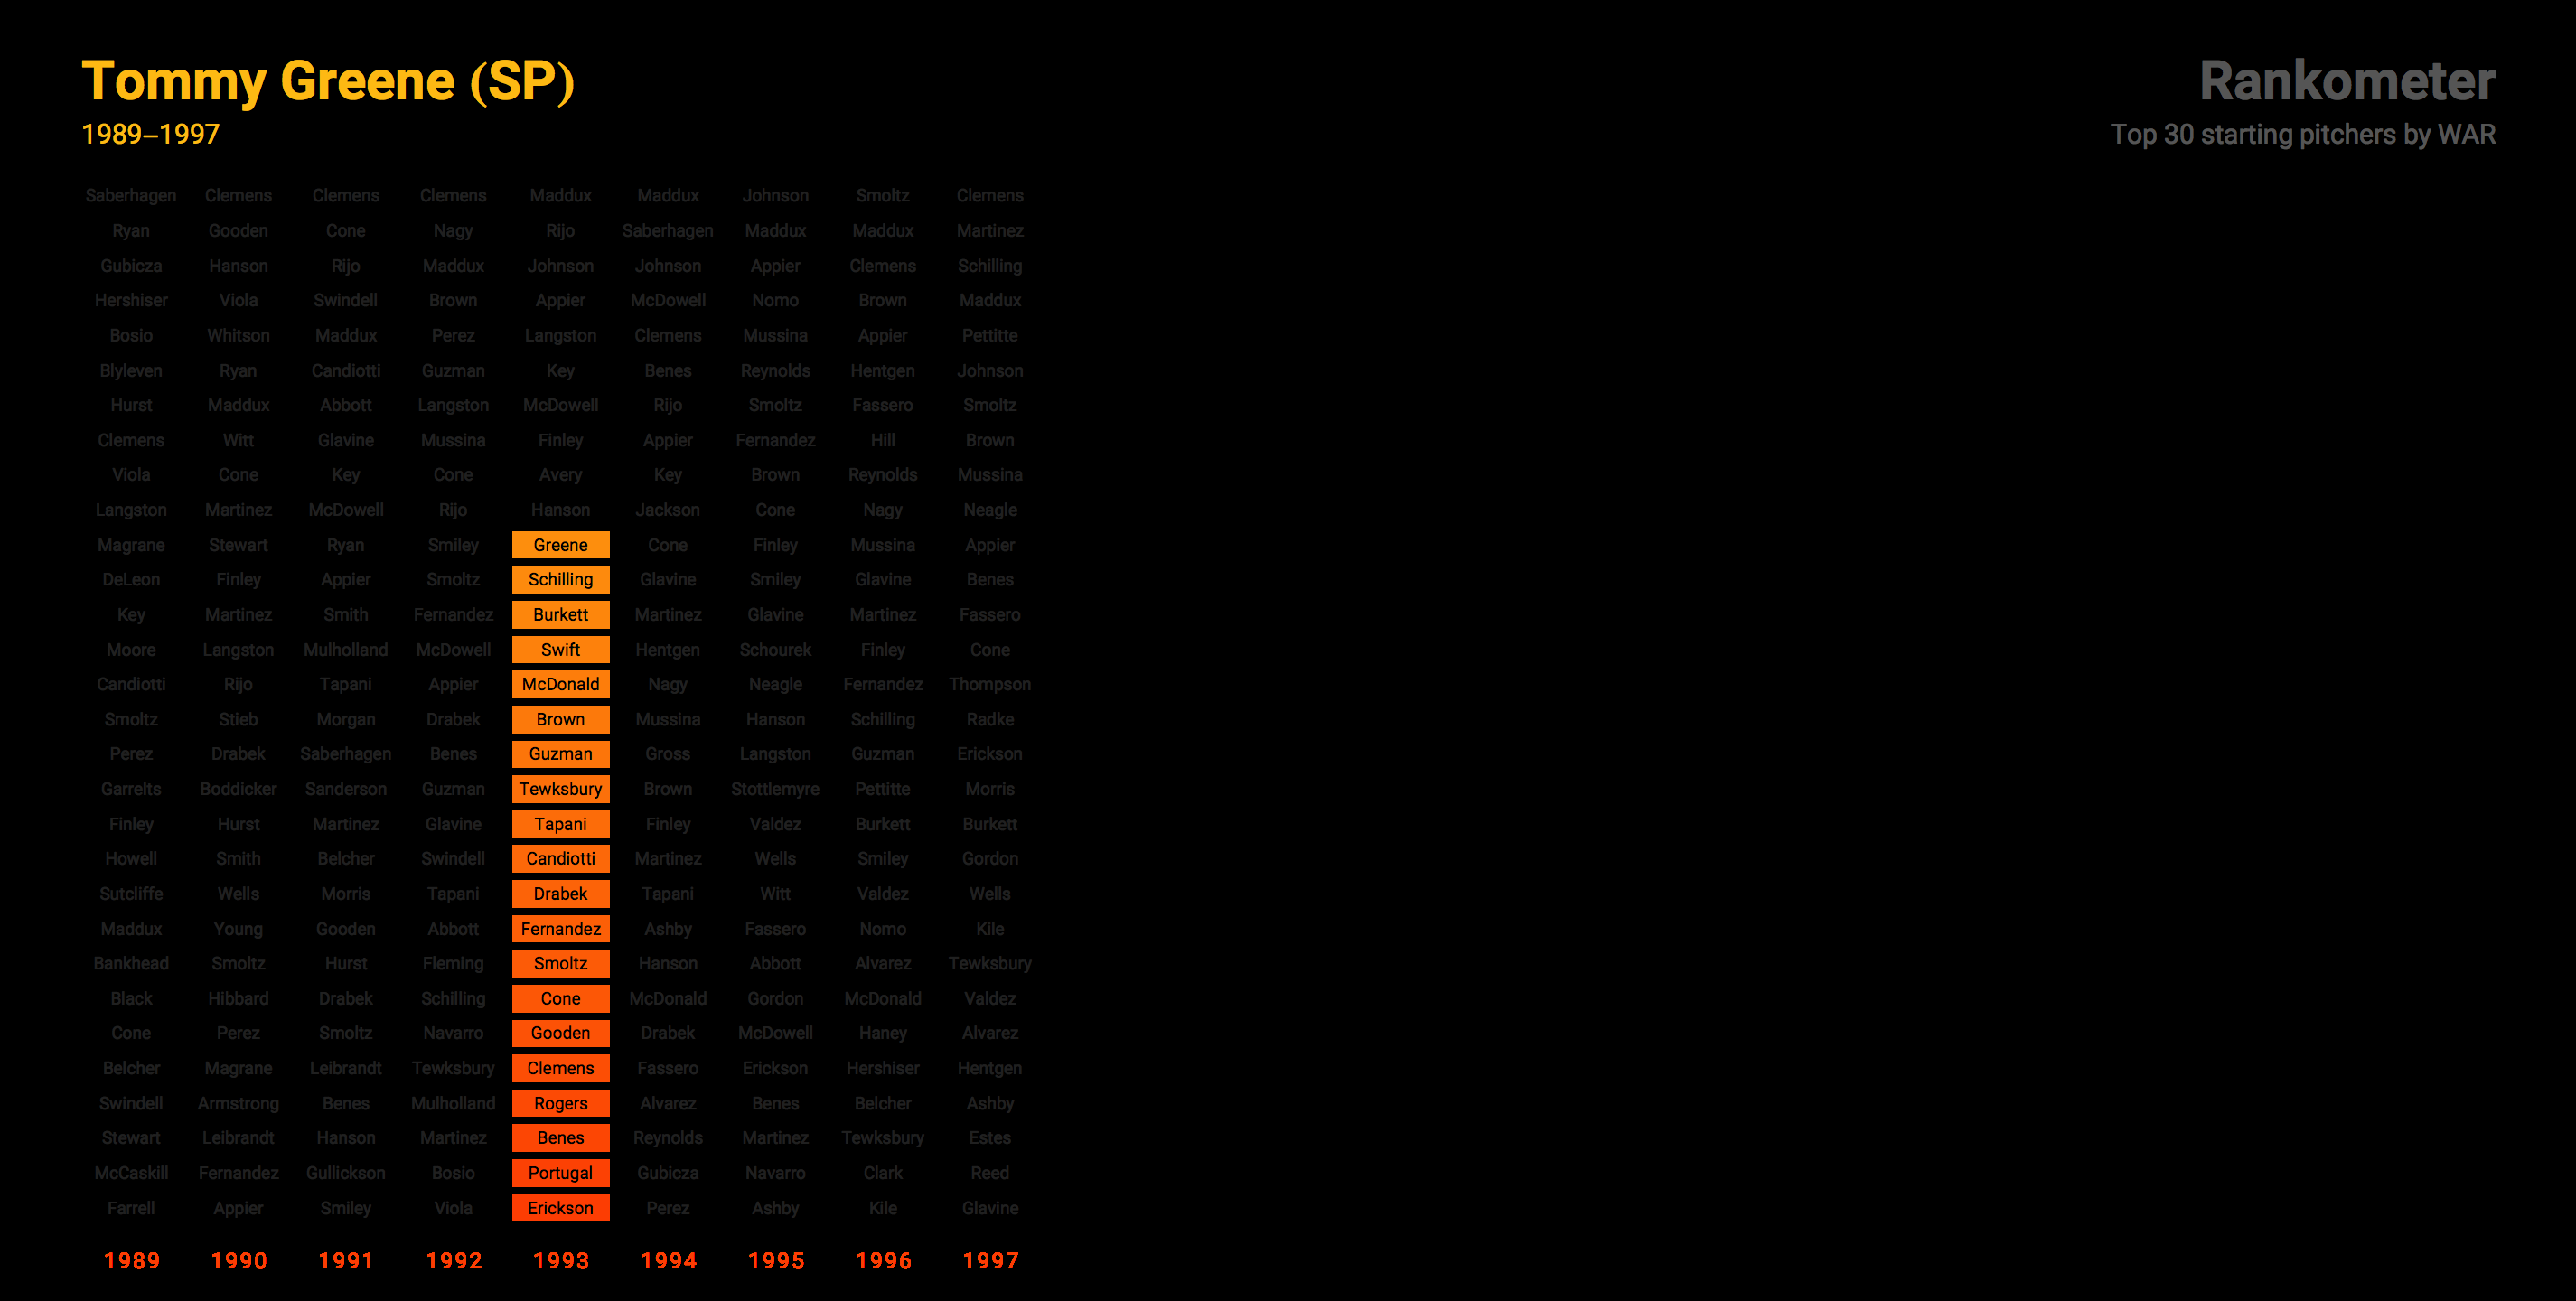 Tommy Greene (SP)
1989–1997
Rankometer
Top 30 starting pitchers by WAR
Saberhagen Clemens Clemens Clemens Maddux Maddux Johnson Smoltz Clemens
Ryan Gooden Cone Nagy Rijo Saberhagen Maddux Maddux Martinez
Gubicza Hanson Rijo Maddux Johnson Johnson Appier Clemens Schilling
Hershiser Viola Swindell Brown Appier McDowell Nomo Brown Maddux
Bosio Whitson Maddux Perez Langston Clemens Mussina Appier Pettitte
Blyleven Ryan Candiotti Guzman Key Benes Reynolds Hentgen Johnson
Hurst Maddux Abbott Langston McDowell Rijo Smoltz Fassero Smoltz
Clemens Witt Glavine Mussina Finley Appier Fernandez Hill Brown
Viola Cone Key Cone Avery Key Brown Reynolds Mussina
Langston Martinez McDowell Rijo Hanson Jackson Cone Nagy Neagle
Magrane Stewart Ryan Smiley Greene Cone Finley Mussina Appier
DeLeon Finley Appier Smoltz Schilling Glavine Smiley Glavine Benes
Key Martinez Smith Fernandez Burkett Martinez Glavine Martinez Fassero
Moore Langston Mulholland McDowell Swift Hentgen Schourek Finley Cone
Candiotti Rijo Tapani Appier McDonald Nagy Neagle Fernandez Thompson
Smoltz Stieb Morgan Drabek Brown Mussina Hanson Schilling Radke
Perez Drabek Saberhagen Benes Guzman Gross Langston Guzman Erickson
Garrelts Boddicker Sanderson Guzman Tewksbury Brown Stottlemyre Pettitte Morris
Finley Hurst Martinez Glavine Tapani Finley Valdez Burkett Burkett
Howell Smith Belcher Swindell Candiotti Martinez Wells Smiley Gordon
Sutcliffe Wells Morris Tapani Drabek Tapani Witt Valdez Wells
Maddux Young Gooden Abbott Fernandez Ashby Fassero Nomo Kile
Bankhead Smoltz Hurst Fleming Smoltz Hanson Abbott Alvarez Tewksbury
Black Hibbard Drabek Schilling Cone McDonald Gordon McDonald Valdez
Cone Perez Smoltz Navarro Gooden Drabek McDowell Haney Alvarez
Belcher Magrane Leibrandt Tewksbury Clemens Fassero Erickson Hershiser Hentgen
Swindell Armstrong Benes Mulholland Rogers Alvarez Benes Belcher Ashby
Stewart Leibrandt Hanson Martinez Benes Reynolds Martinez Tewksbury Estes
McCaskill Fernandez Gullickson Bosio Portugal Gubicza Navarro Clark Reed
Farrell Appier Smiley Viola Erickson Perez Ashby Kile Glavine
1989 1990 1991 1992 1993 1994 1995 1996 1997